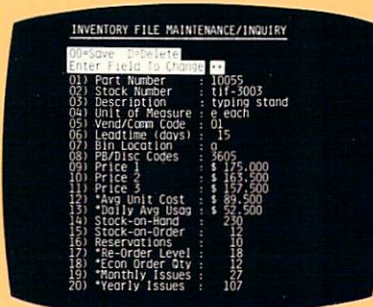 INVENTORY FILE MAINTENANCE/INQUIRY
00=Save D=Delete
Enter Field To Change **
01) Part Number : 10055
02) Stock Number : tif-3003
03) Description : typing stand
04) Unit of Measure : e each
05) Vend/Comm Code : 01
06) Leadtime (days) : 15
07) Bin Location : a
08) PB/Disc Codes : 3605
09) Price 1 : $ 175.000
10) Price 2 : $ 163.500
11) Price 3 : $ 157.500
12) *Avg Unit Cost : $ 89.500
13) *Daily Avg Usag : $ 52.500
14) Stock-on-Hand : 230
15) Stock-on-Order : 12
16) Reservations : 10
17) *Re-Order Level : 18
18) *Econ Order Qty : 12
19) *Monthly Issues : 27
20) *Yearly Issues : 107